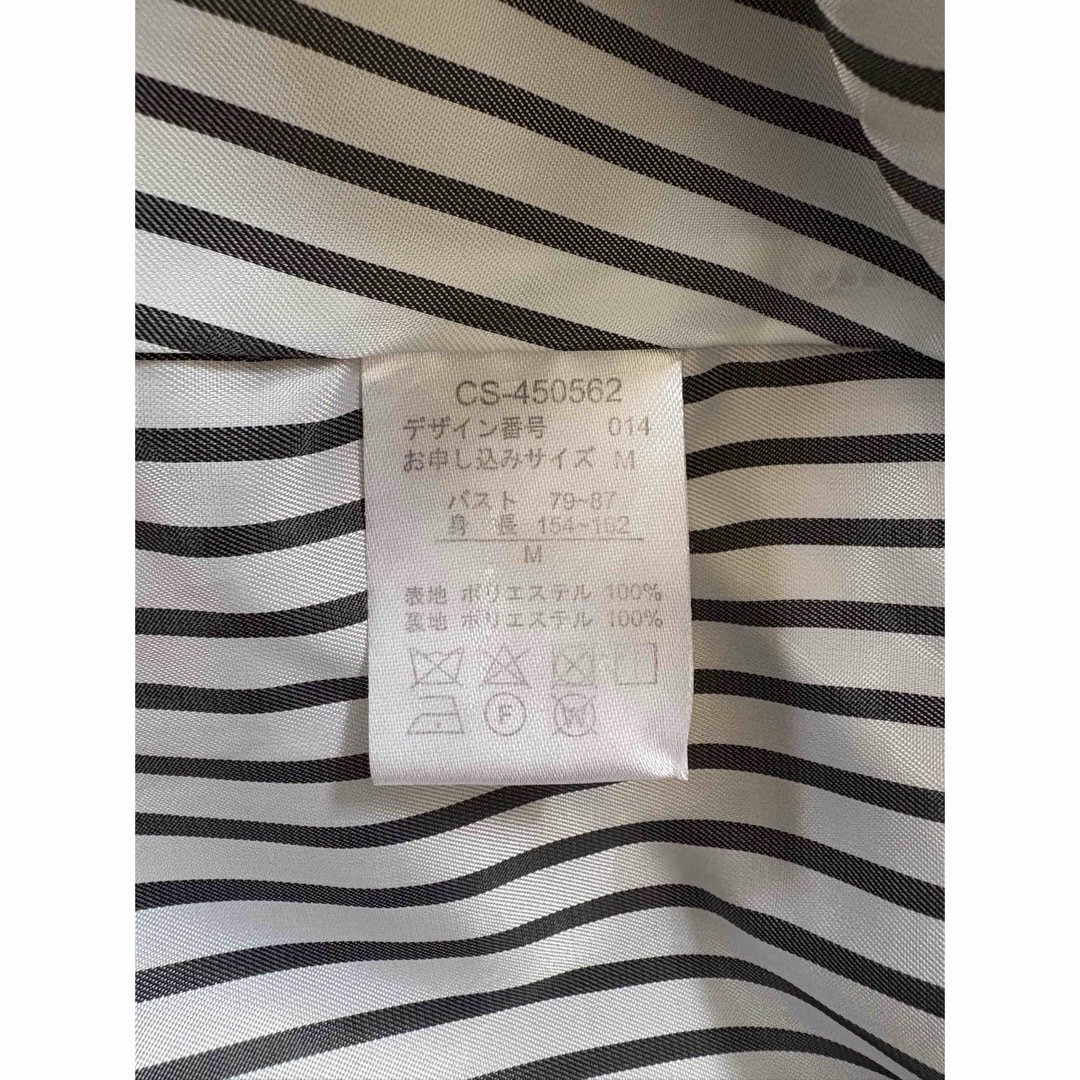 CS-450562
デザイン番号 014
お申し込みサイズ M
バスト 79~87
身 長 154~162
M
表地 ポリエステル 100%
裏地 ポリエステル 100%
F
W